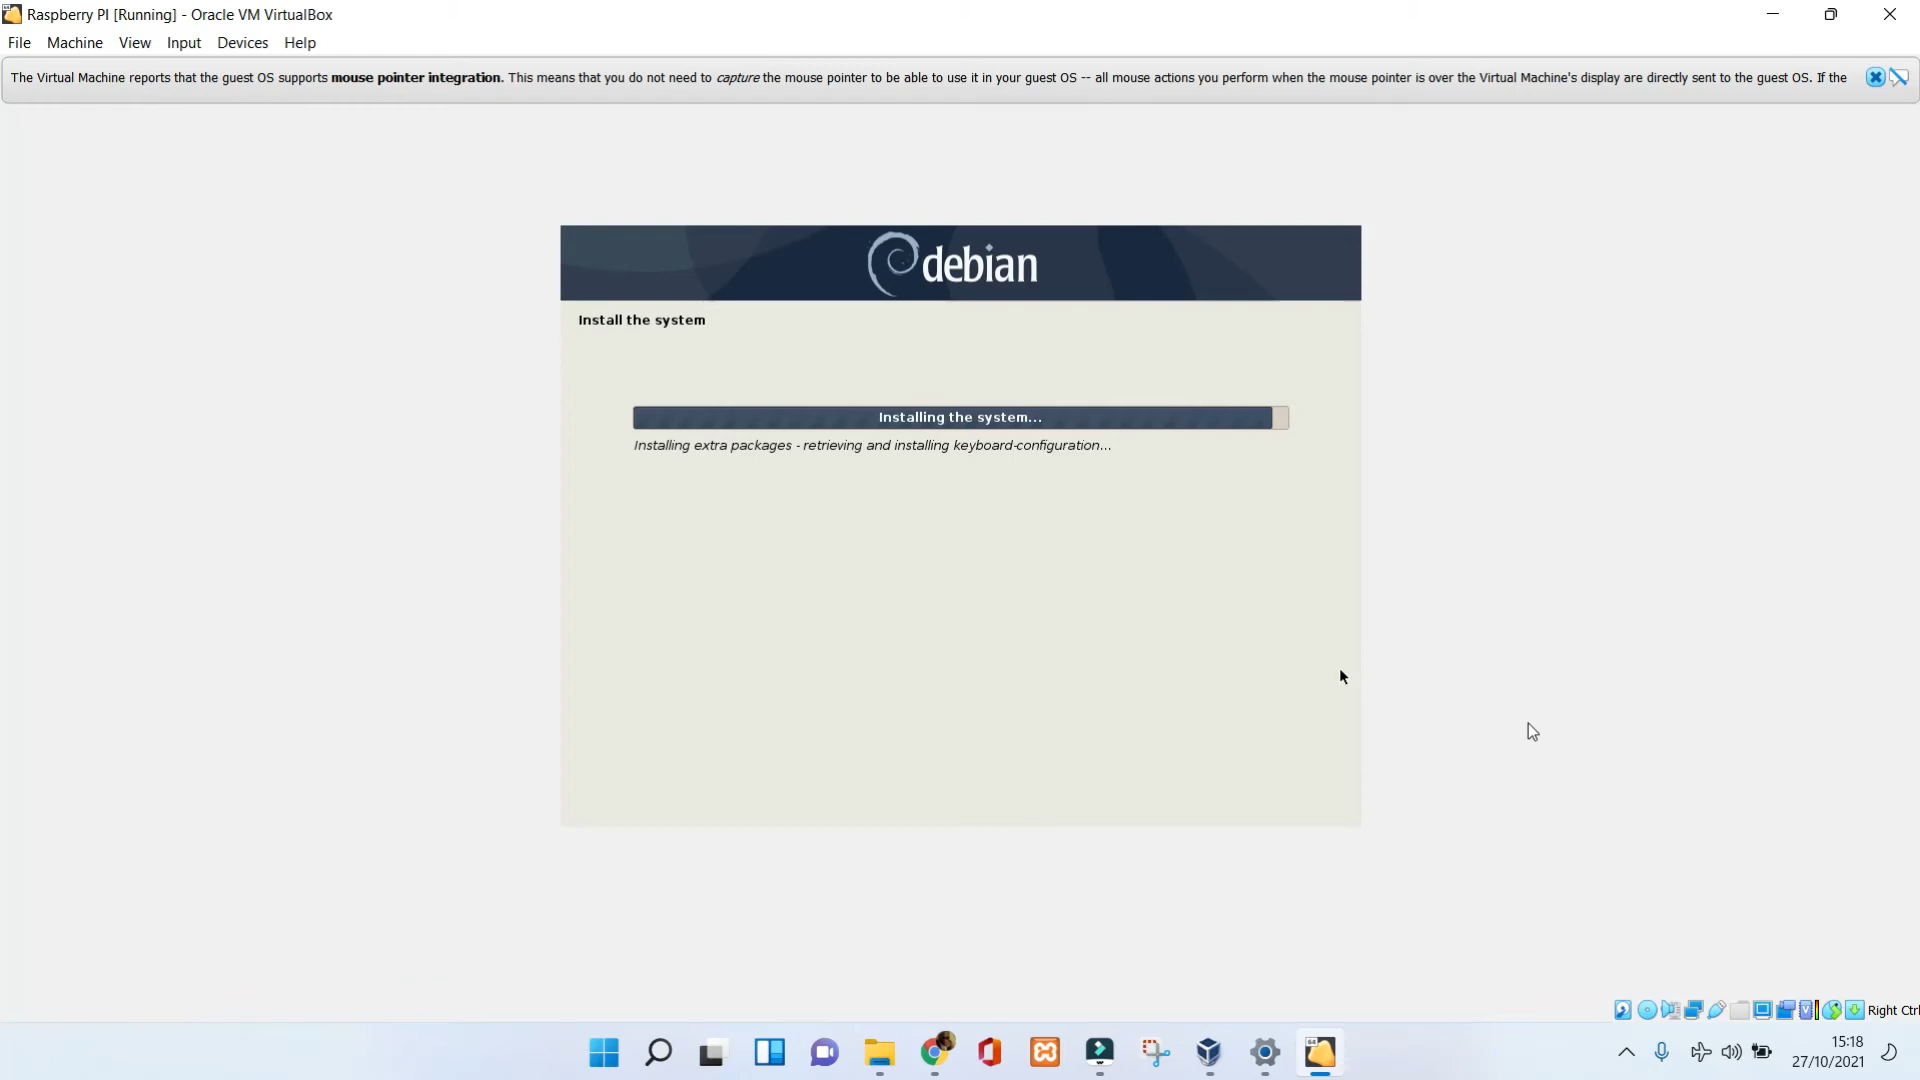 Raspberry PI [Running] - Oracle VM VirtualBox
File Machine View Input Devices Help
The Virtual Machine reports that the guest OS supports mouse pointer integration. This means that you do not need to capture the mouse pointer to be able to use it in your guest OS -- all mouse actions you perform when the mouse pointer is over the Virtual Machine's display are directly sent to the guest OS. If the
debian
Install the system
Installing the system...
Installing extra packages - retrieving and installing keyboard-configuration...
Right Ctrl
64
15:18
27/10/2021